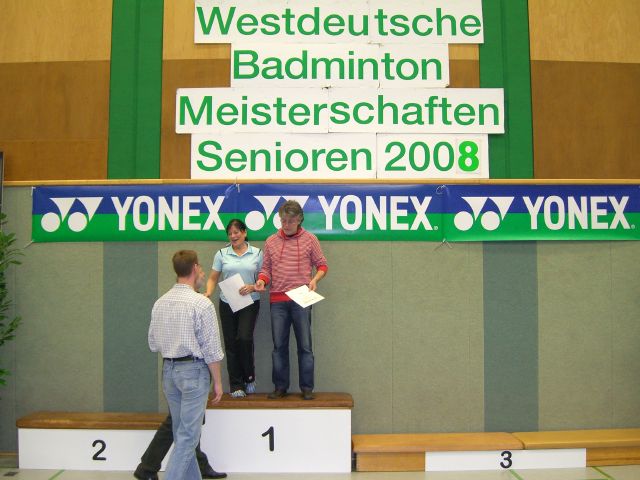 Westdeutsche
Badminton
Meisterschaften
Senioren 2008
YONEX YONEX. YONEX.
2
1
3